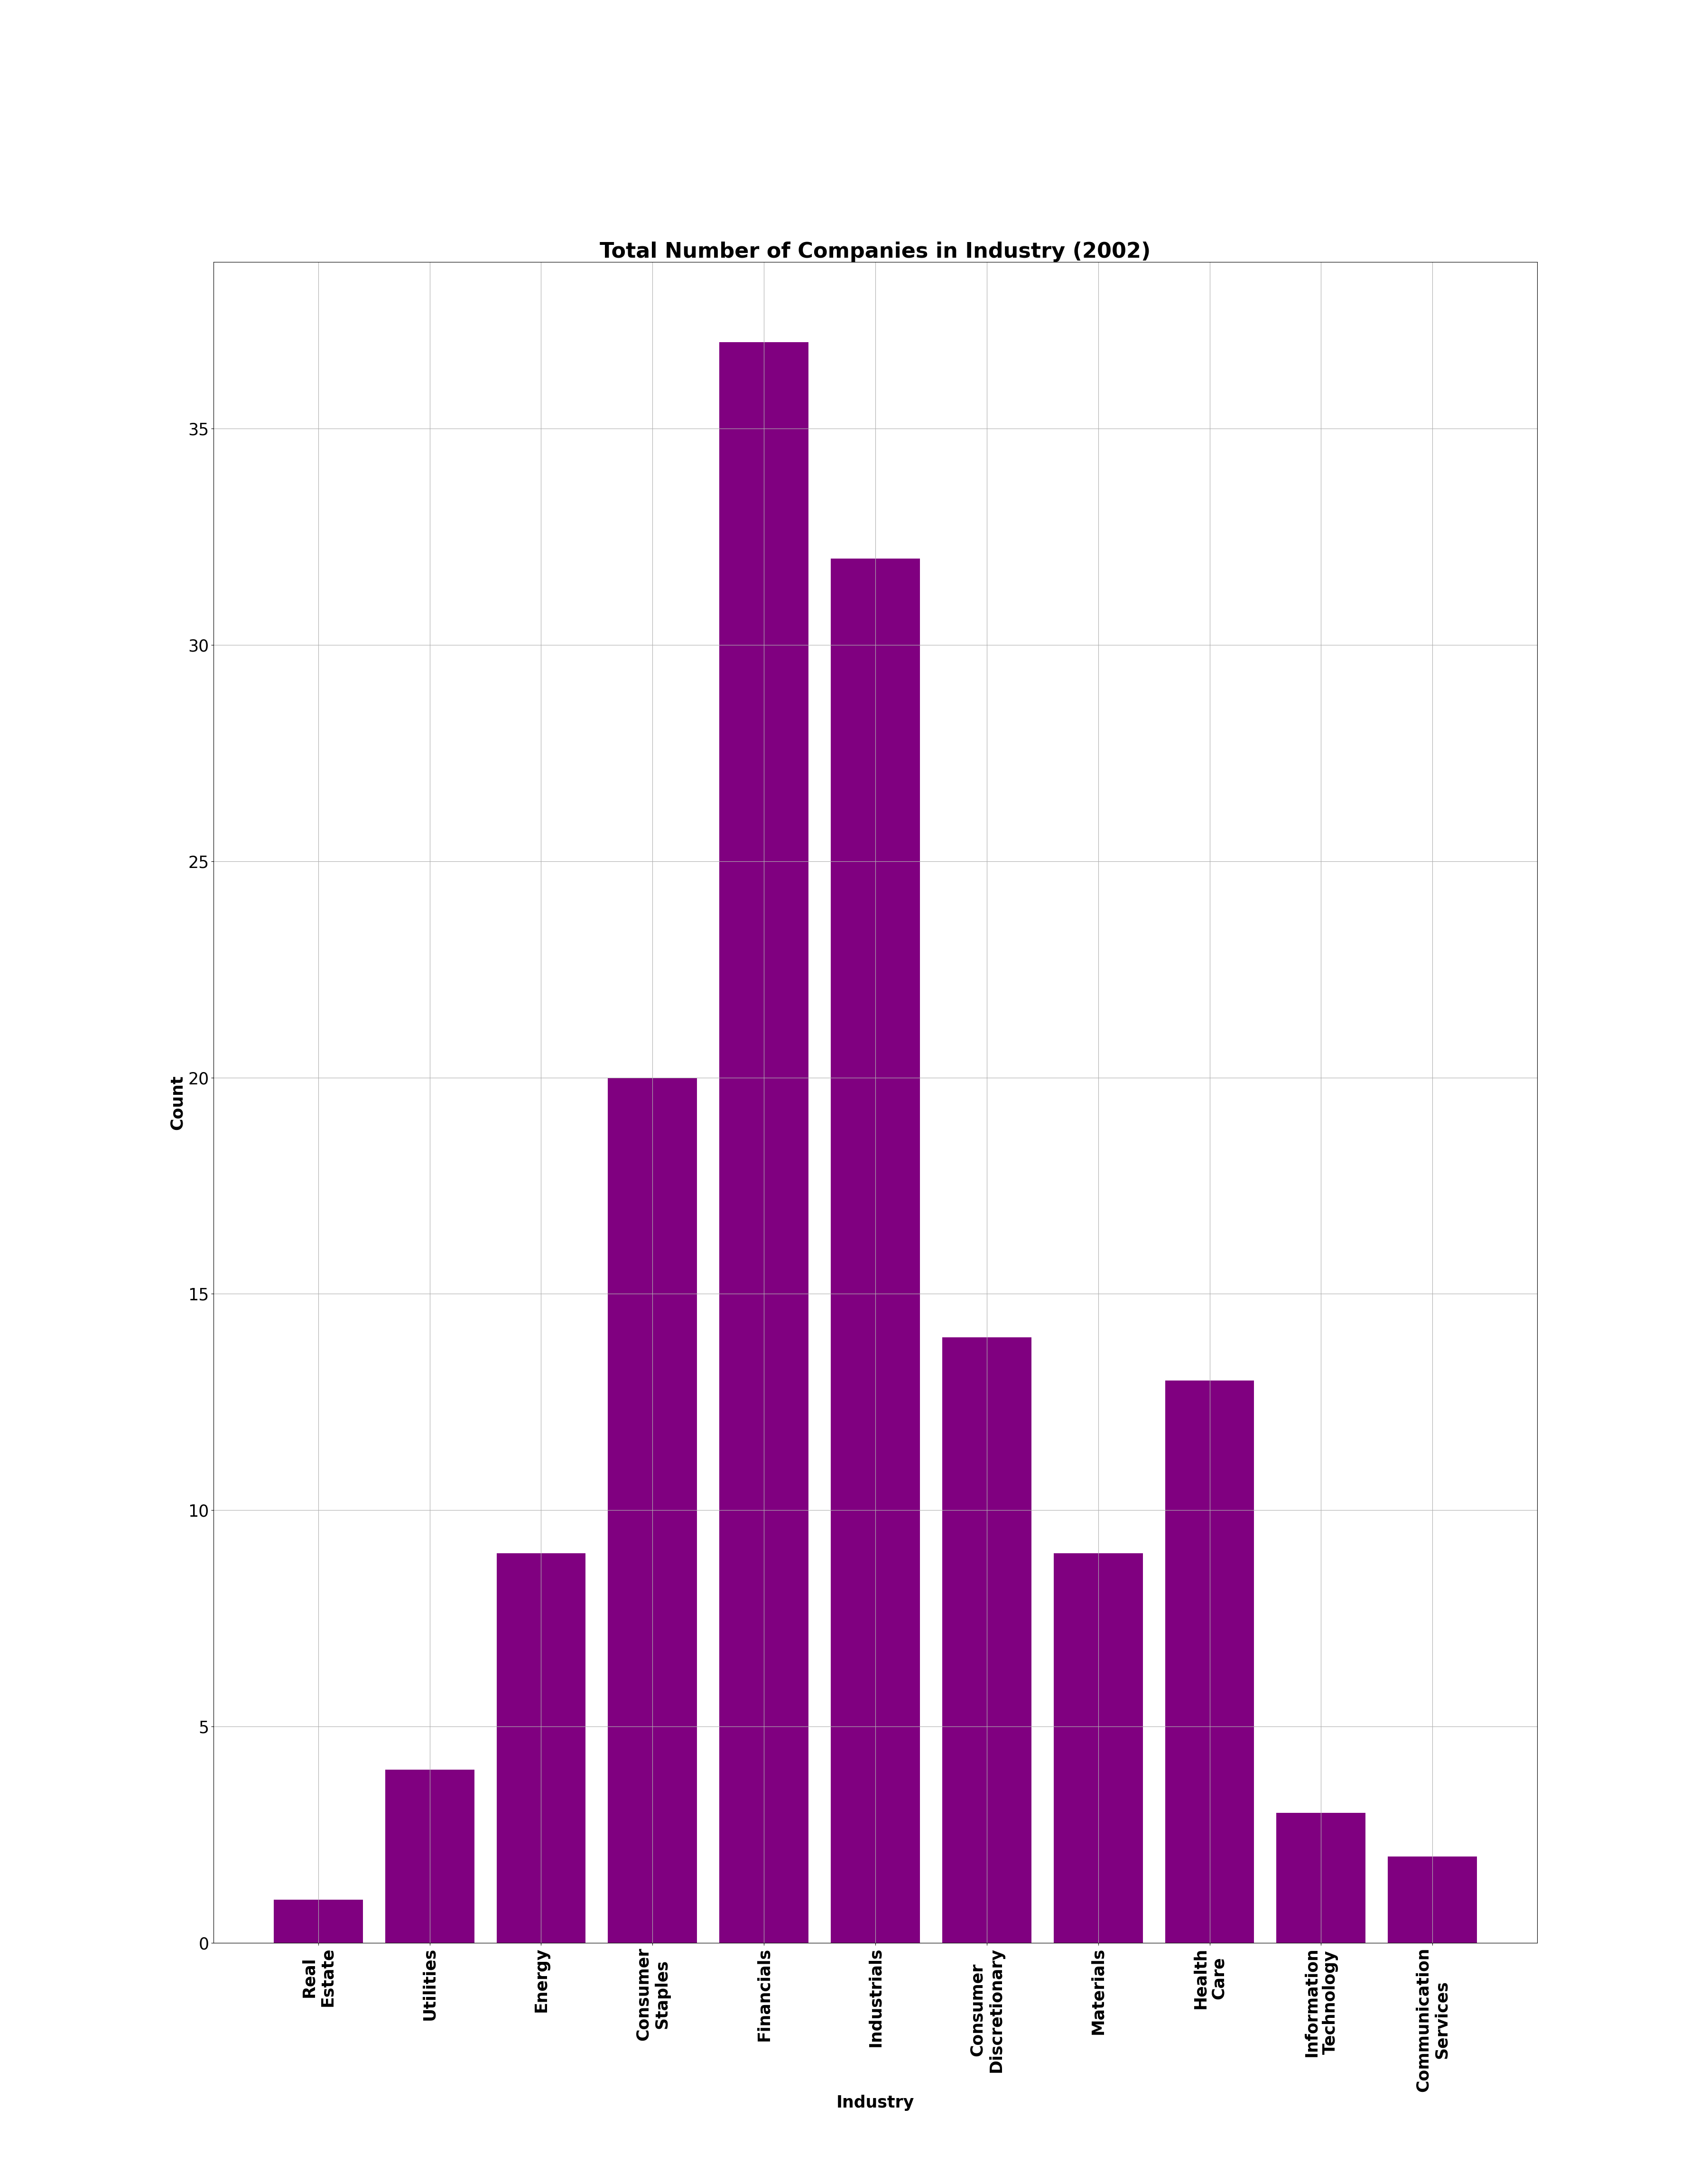 Total Number of Companies in Industry (2002)
Count
35
30
25
20
15
10
5
0
Real
Estate
Utilities
Energy
Consumer
Staples
Financials
Industrials
Consumer
Discretionary
Materials
Health
Care
Information
Technology
Communication
Services
Industry